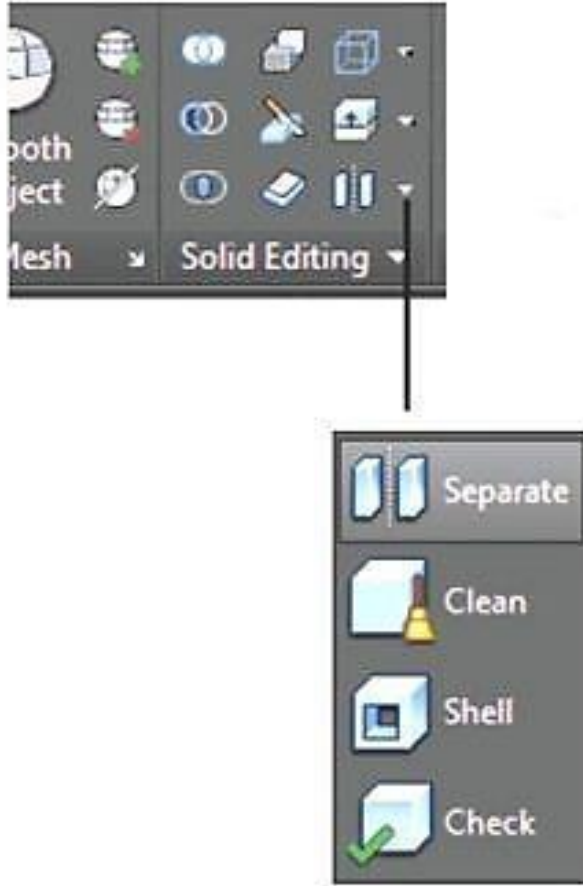 ooth
ject
Mesh
Solid Editing
Separate
Clean
Shell
Check